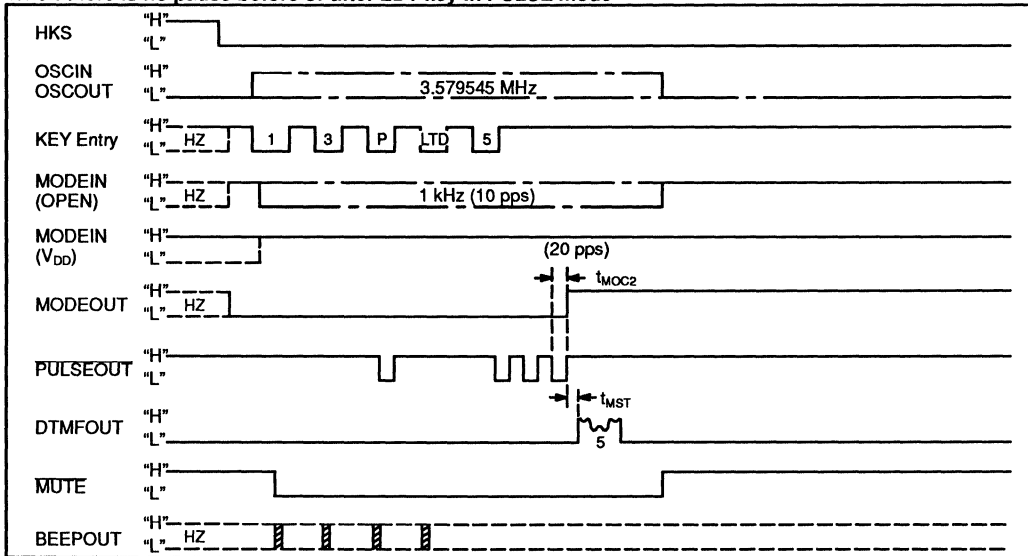 HKS "H"
"L"
OSCIN "H"
OSCOUT "L" 3.579545 MHz
KEY Entry "H"
"L" HZ 1 3 P LTD 5
MODEIN "H"
(OPEN) "L" HZ 1 kHz (10 pps)
MODEIN "H"
(VDD) "L" (20 pps)
tMOC2
MODEOUT "H"
"L" HZ
PULSEOUT "H"
"L"
tMST
DTMFOUT "H"
"L" 5
MUTE "H"
"L"
BEEPOUT "H"
"L" HZ